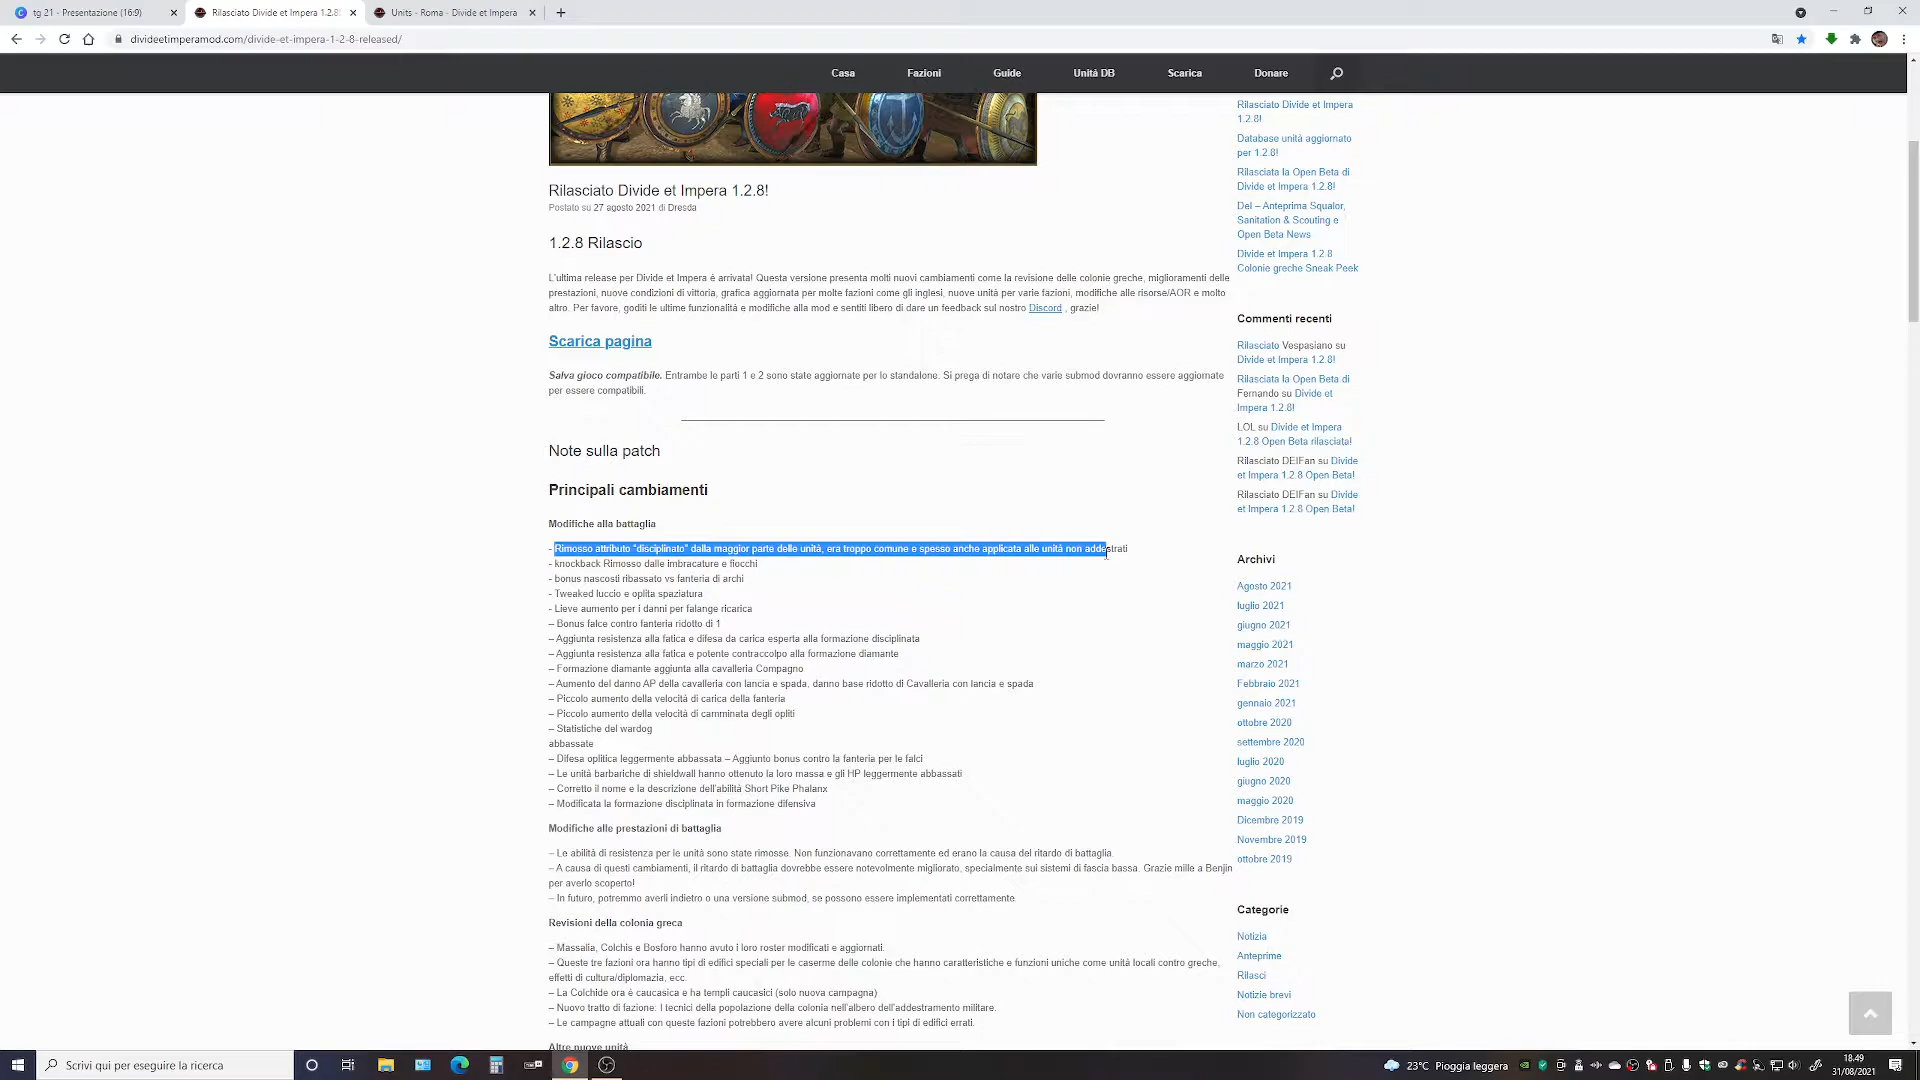 tg 21 - Presentazione (16:9)
Rilasciato Divide et Impera 1.2.8!
Units - Roma - Divide et Impera
divideetimperamod.com/divide-et-impera-1-2-8-released/
Casa
Fazioni
Guide
Unità DB
Scarica
Donare
Rilasciato Divide et Impera 1.2.8!
Postato su 27 agosto 2021 di Dresda
1.2.8 Rilascio
L'ultima release per Divide et Impera è arrivata! Questa versione presenta molti nuovi cambiamenti come la revisione delle colonie greche, miglioramenti delle
prestazioni, nuove condizioni di vittoria, grafica aggiornata per molte fazioni come gli inglesi, nuove unità per varie fazioni, modifiche alle risorse/AOR e molto
altro. Per favore, goditi le ultime funzionalità e modifiche alla mod e sentiti libero di dare un feedback sul nostro Discord , grazie!
Scarica pagina
Salva gioco compatibile. Entrambe le parti 1 e 2 sono state aggiornate per lo standalone. Si prega di notare che varie submod dovranno essere aggiornate
per essere compatibili.
Note sulla patch
Principali cambiamenti
Modifiche alla battaglia
- Rimosso attributo “disciplinato” dalla maggior parte delle unità, era troppo comune e spesso anche applicata alle unità non addestrati
- knockback Rimosso dalle imbracature e fiocchi
- bonus nascosti ribassato vs fanteria di archi
- Tweaked luccio e oplita spaziatura
- Lieve aumento per i danni per falange ricarica
– Bonus falce contro fanteria ridotto di 1
– Aggiunta resistenza alla fatica e difesa da carica esperta alla formazione disciplinata
– Aggiunta resistenza alla fatica e potente contraccolpo alla formazione diamante
– Formazione diamante aggiunta alla cavalleria Compagno
– Aumento del danno AP della cavalleria con lancia e spada, danno base ridotto di Cavalleria con lancia e spada
– Piccolo aumento della velocità di carica della fanteria
– Piccolo aumento della velocità di camminata degli opliti
– Statistiche del wardog
abbassate
– Difesa oplitica leggermente abbassata – Aggiunto bonus contro la fanteria per le falci
– Le unità barbariche di shieldwall hanno ottenuto la loro massa e gli HP leggermente abbassati
– Corretto il nome e la descrizione dell'abilità Short Pike Phalanx
– Modificata la formazione disciplinata in formazione difensiva
Modifiche alle prestazioni di battaglia
– Le abilità di resistenza per le unità sono state rimosse. Non funzionavano correttamente ed erano la causa del ritardo di battaglia.
– A causa di questi cambiamenti, il ritardo di battaglia dovrebbe essere notevolmente migliorato, specialmente sui sistemi di fascia bassa. Grazie mille a Benjin
per averlo scoperto!
– In futuro, potremmo averli indietro o una versione submod, se possono essere implementati correttamente.
Revisioni della colonia greca
– Massalia, Colchis e Bosforo hanno avuto i loro roster modificati e aggiornati.
– Queste tre fazioni ora hanno tipi di edifici speciali per le caserme delle colonie che hanno caratteristiche e funzioni uniche come unità locali contro greche,
effetti di cultura/diplomazia, ecc.
– La Colchide ora è caucasica e ha templi caucasici (solo nuova campagna)
– Nuovo tratto di fazione: I tecnici della popolazione della colonia nell'albero dell'addestramento militare.
– Le campagne attuali con queste fazioni potrebbero avere alcuni problemi con i tipi di edifici errati.
Altre nuove unità
Rilasciato Divide et Impera
1.2.8!
Database unità aggiornato
per 1.2.8!
Rilasciata la Open Beta di
Divide et Impera 1.2.8!
DeI – Anteprima Squalor,
Sanitation & Scouting e
Open Beta News
Divide et Impera 1.2.8
Colonie greche Sneak Peek
Commenti recenti
Rilasciato Vespasiano su
Divide et Impera 1.2.8!
Rilasciata la Open Beta di
Fernando su Divide et
Impera 1.2.8!
LOL su Divide et Impera
1.2.8 Open Beta rilasciata!
Rilasciato DEIFan su Divide
et Impera 1.2.8 Open Beta!
Rilasciato DEIFan su Divide
et Impera 1.2.8 Open Beta!
Archivi
Agosto 2021
luglio 2021
giugno 2021
maggio 2021
marzo 2021
Febbraio 2021
gennaio 2021
ottobre 2020
settembre 2020
luglio 2020
giugno 2020
maggio 2020
Dicembre 2019
Novembre 2019
ottobre 2019
Categorie
Notizia
Anteprime
Rilasci
Notizie brevi
Non categorizzato
Scrivi qui per eseguire la ricerca
23°C Pioggia leggera
18.49
31/08/2021